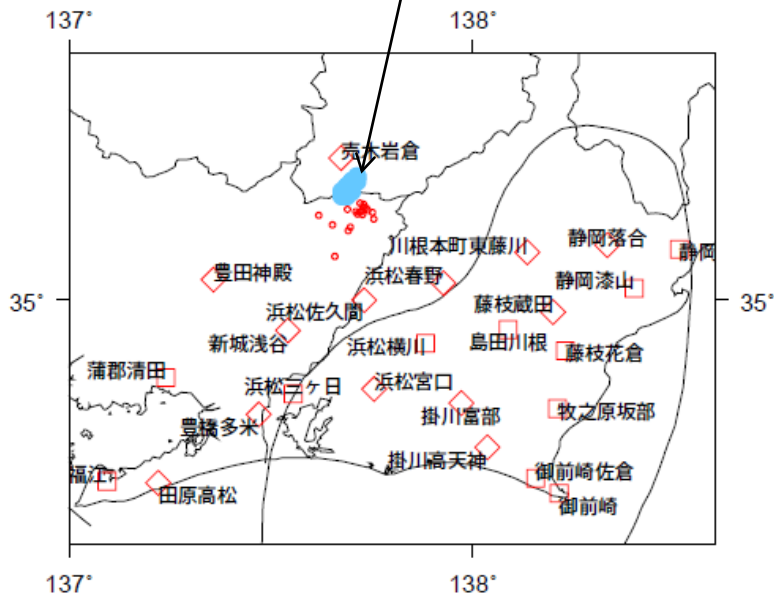 137°
138°
売木岩倉
川根本町東藤川
静岡落合
静岡
豊田神殿
浜松春野
静岡漆山
35°
35°
浜松佐久間
藤枝蔵田
新城浅谷
浜松横川
島田川根
藤枝花倉
蒲郡清田
浜松三ヶ日
浜松宮口
掛川富部
牧之原坂部
豊橋多米
掛川高天神
福江
御前崎佐倉
田原高松
御前崎
137°
138°